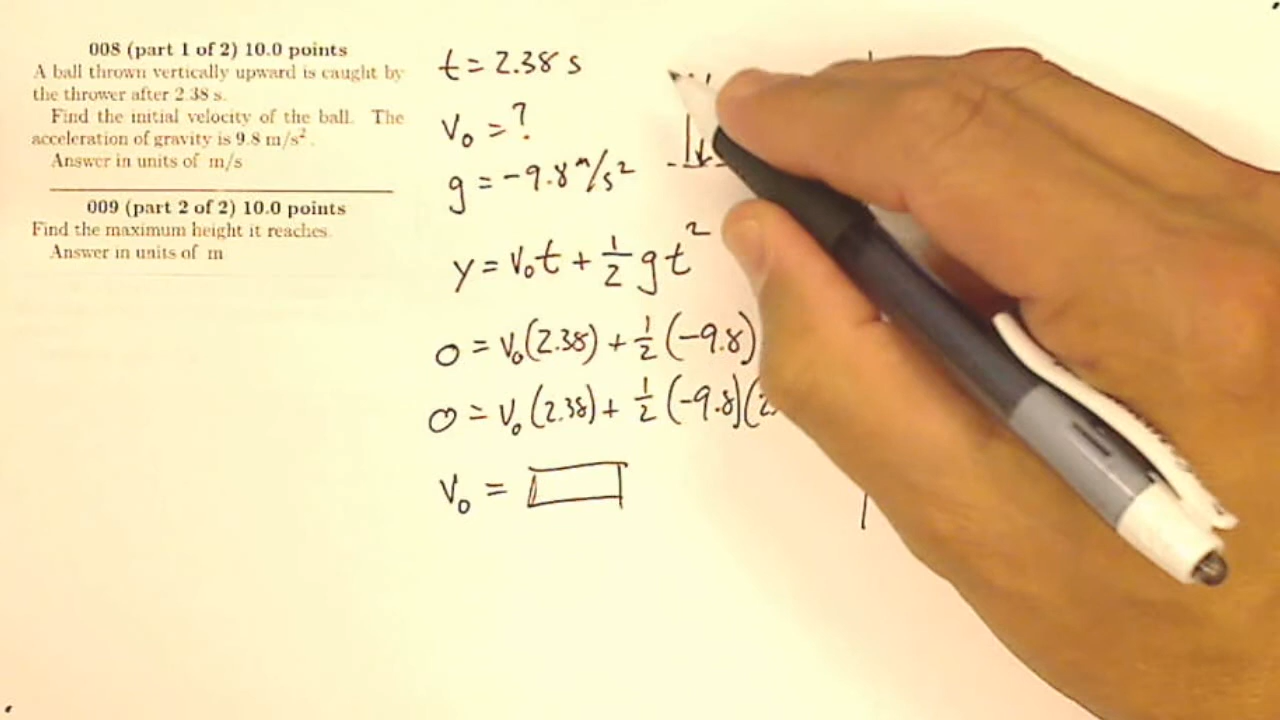 008 (part 1 of 2) 10.0 points
A ball thrown vertically upward is caught by
the thrower after 2.38 s.
Find the initial velocity of the ball. The
acceleration of gravity is 9.8 m/s².
Answer in units of m/s
009 (part 2 of 2) 10.0 points
Find the maximum height it reaches.
Answer in units of m
t = 2.38 s
V₀ = ?
g = -9.8 m/s²
y = V₀t + 1/2 gt²
0 = V₀(2.38) + 1/2 (-9.8)
0 = V₀(2.38) + 1/2 (-9.8)(2
V₀ =